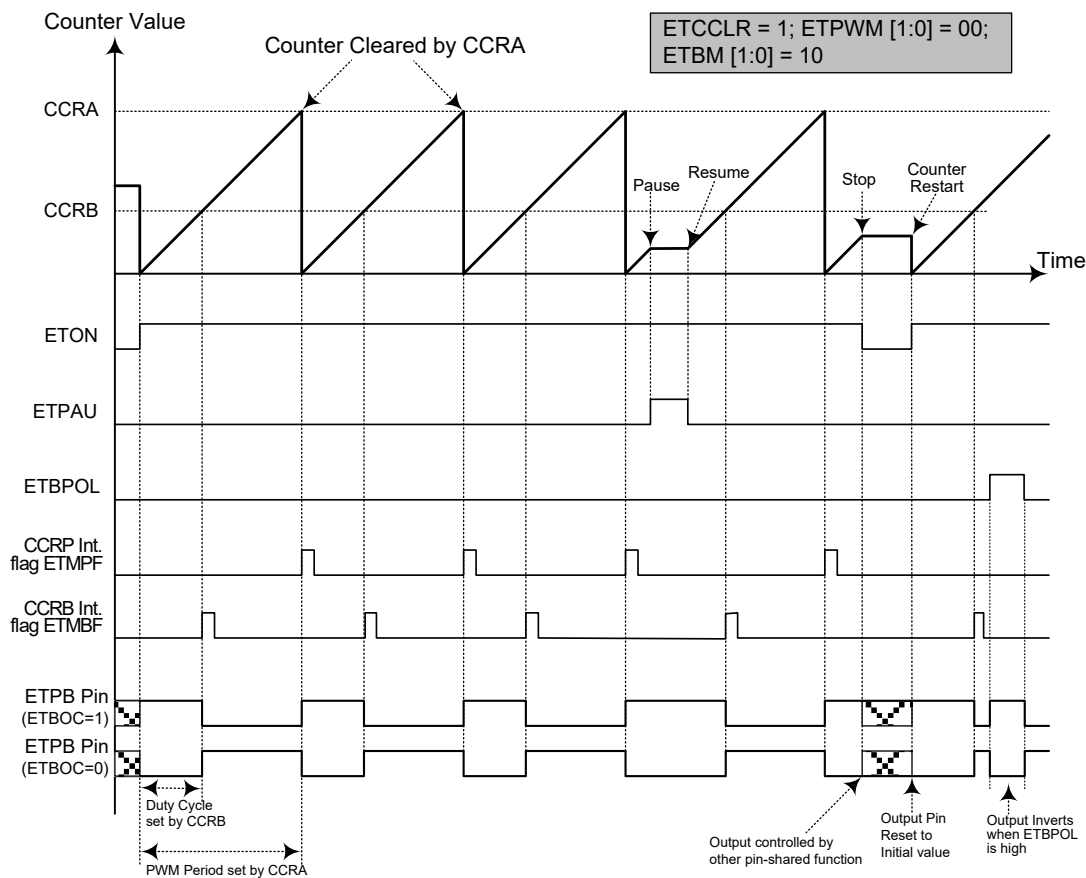 Counter Value
ETCCLR = 1; ETPWM [1:0] = 00;
ETBM [1:0] = 10
Counter Cleared by CCRA
CCRA
Pause
Resume
Stop
Counter
Restart
CCRB
Time
ETON
ETPAU
ETBPOL
CCRP Int.
flag ETMPF
CCRB Int.
flag ETMBF
ETPB Pin
(ETBOC=1)
ETPB Pin
(ETBOC=0)
Duty Cycle
set by CCRB
PWM Period set by CCRA
Output controlled by
other pin-shared function
Output Pin
Reset to
Initial value
Output Inverts
when ETBPOL
is high